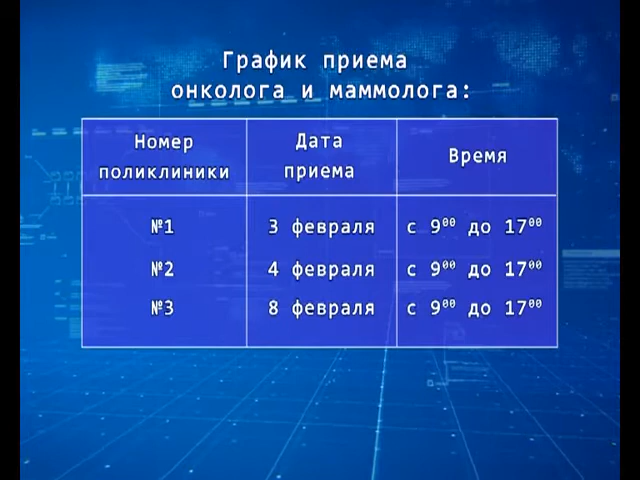 График приема
онколога и маммолога:
Номер поликлиники Дата приема Время
№1 3 февраля с 9⁰⁰ до 17⁰⁰
№2 4 февраля с 9⁰⁰ до 17⁰⁰
№3 8 февраля с 9⁰⁰ до 17⁰⁰